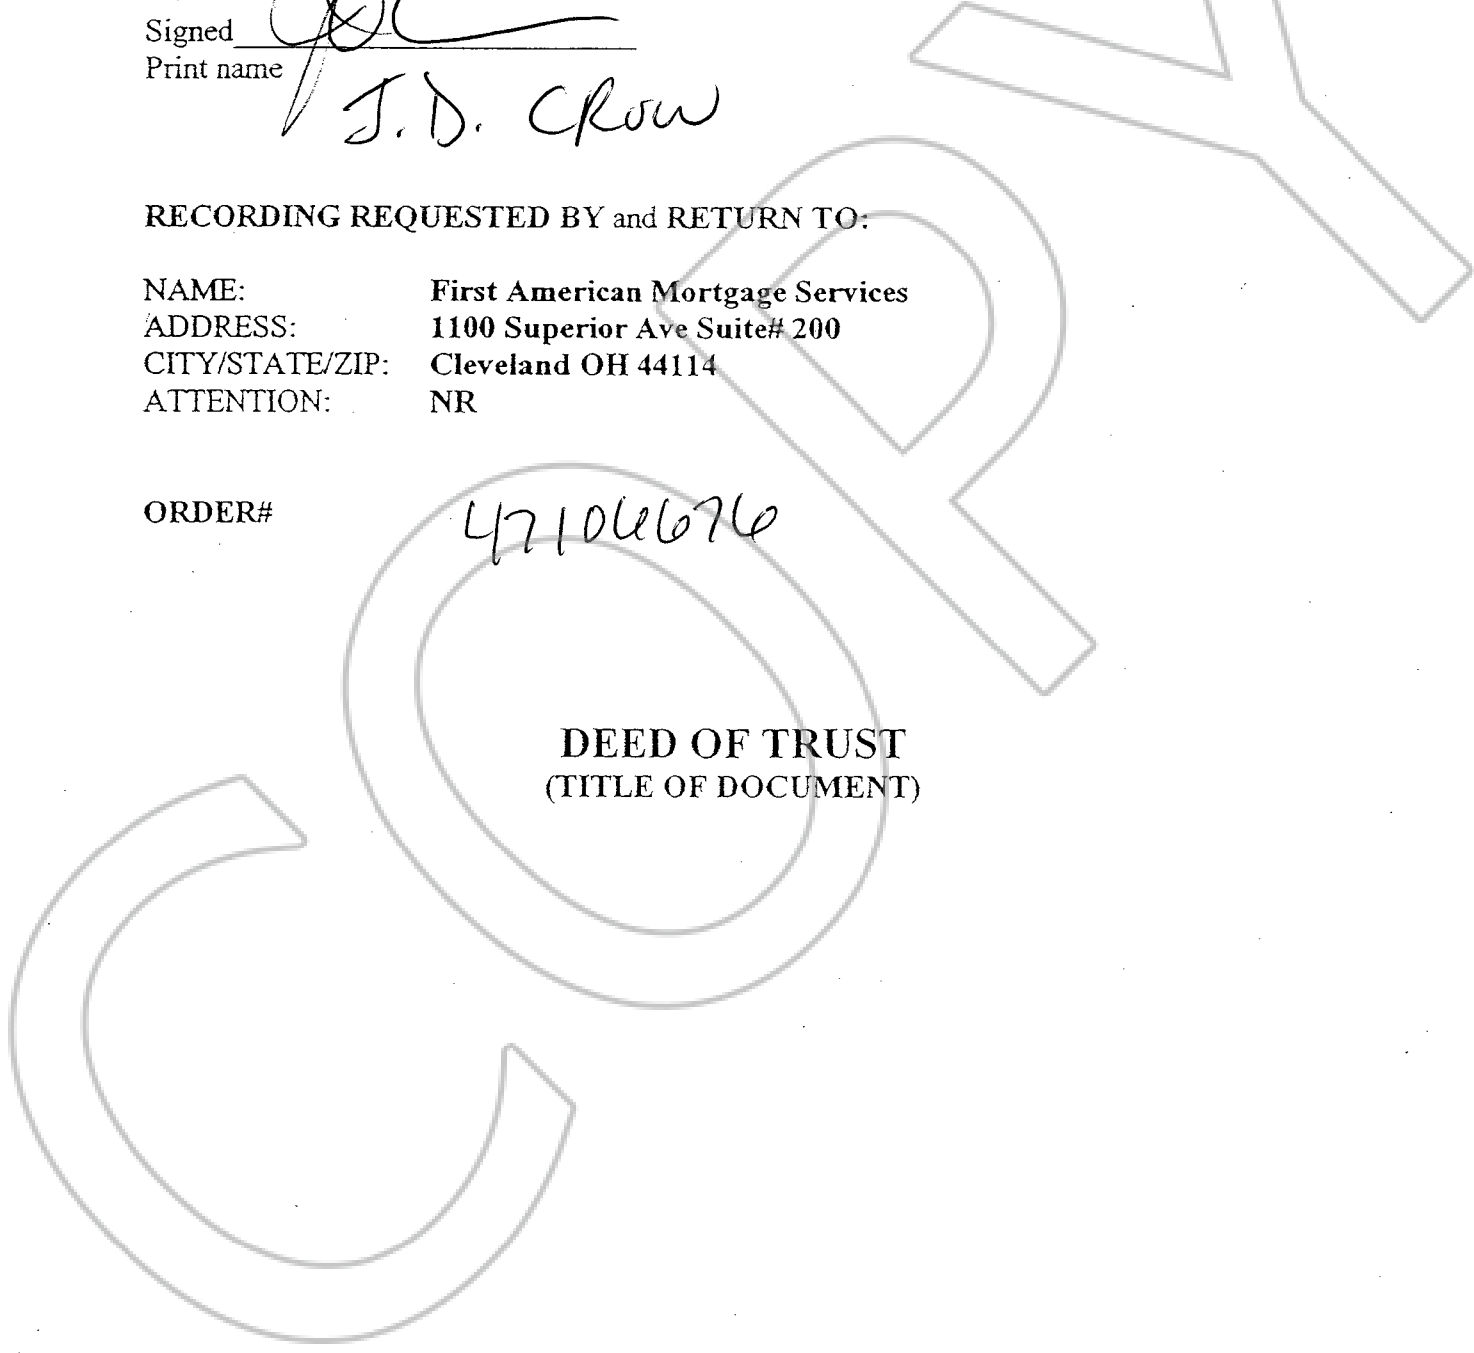 Signed
Print name
J.D. CROW
RECORDING REQUESTED BY and RETURN TO:
NAME: First American Mortgage Services
ADDRESS: 1100 Superior Ave Suite# 200
CITY/STATE/ZIP: Cleveland OH 44114
ATTENTION: NR
ORDER# 47106676
DEED OF TRUST
(TITLE OF DOCUMENT)
COPY